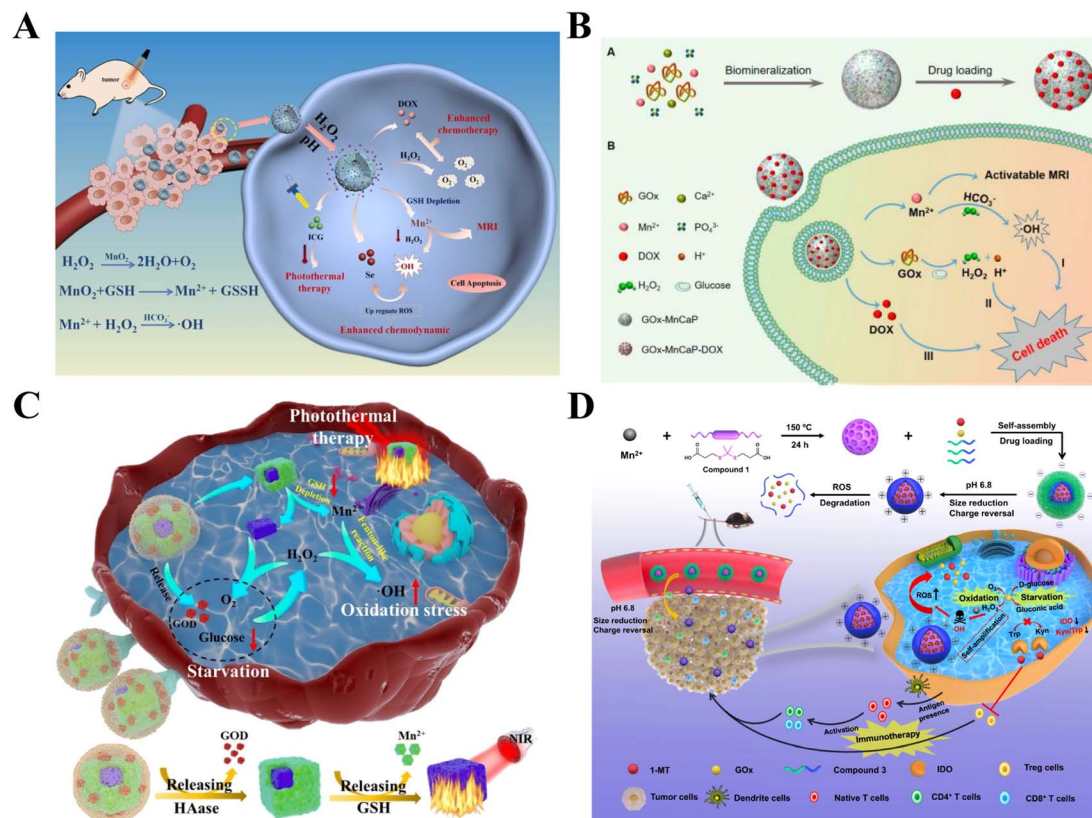 A
tumor
H₂O₂
pH
DOX
Enhanced
chemotherapy
H₂O₂
O₂
O₂
O₂
GSH Depletion
Mn²⁺
H₂O₂
MRI
·OH
ICG
Photothermal
therapy
Se
Cell Apoptosis
Up reguate ROS
Enhanced chemodynamic
H₂O₂ MnO₂⟶ 2H₂O+O₂
MnO₂+GSH ⟶ Mn²⁺ + GSSH
Mn²⁺ + H₂O₂ HCO₃⁻⟶ ·OH
B
A
Biomineralization
Drug loading
B
GOx
Ca²⁺
Mn²⁺
PO₄³⁻
DOX
H⁺
H₂O₂
Glucose
GOx-MnCaP
GOx-MnCaP-DOX
Activatable MRI
Mn²⁺
HCO₃⁻
·OH
I
GOx
H₂O₂ + H⁺
II
DOX
III
Cell death
C
Photothermal
therapy
GSH
Depletion
Mn²⁺
Fenton-like
reaction
H₂O₂
·OH
Oxidation stress
Release
O₂
GOD
Glucose
Starvation
GOD
Mn²⁺
NIR
Releasing
HAase
Releasing
GSH
D
Mn²⁺
+
HO
O
S
S
O
OH
Compound 1
150 °C
24 h
+
Self-assembly
Drug loading
pH 6.8
Size reduction
Charge reversal
ROS
Degradation
pH 6.8
Size reduction
Charge reversal
ROS
O₂
D-glucose
Oxidation
Starvation
H₂O₂
Gluconic acid
·OH
Self-amplification
IDO
Trp
Kyn
Kyn/Trp
Antigen
presence
Activation
Immunotherapy
1-MT
GOx
Compound 3
IDO
Treg cells
Tumor cells
Dendrite cells
Native T cells
CD4⁺ T cells
CD8⁺ T cells